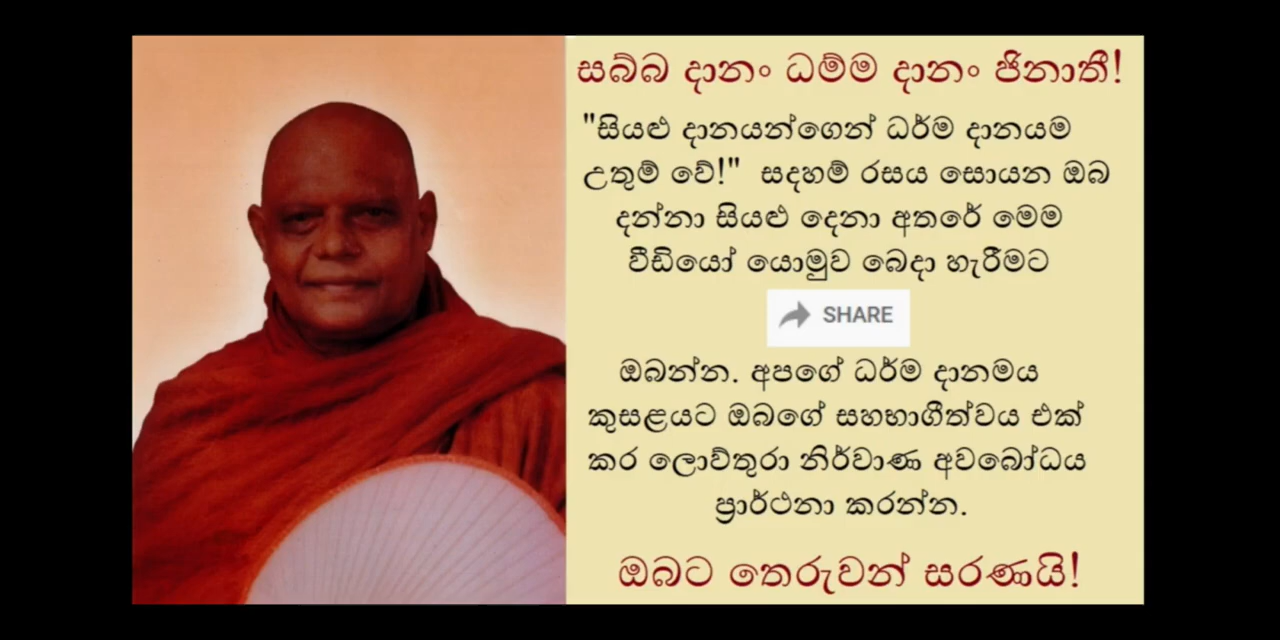 සබ්බ දානං ධම්ම දානං ජිනාතී!
"සියළු දානයන්ගෙන් ධර්ම දානයම
උතුම් වේ!" සදහම් රසය සොයන ඔබ
දන්නා සියළු දෙනා අතරේ මෙම
වීඩියෝ යොමුව බෙදා හැරීමට
SHARE
ඔබන්න. අපගේ ධර්ම දානමය
කුසළයට ඔබගේ සහභාගීත්වය එක්
කර ලොව්තුරා නිර්වාණ අවබෝධය
ප්‍රාර්ථනා කරන්න.
ඔබට තෙරුවන් සරණයි!